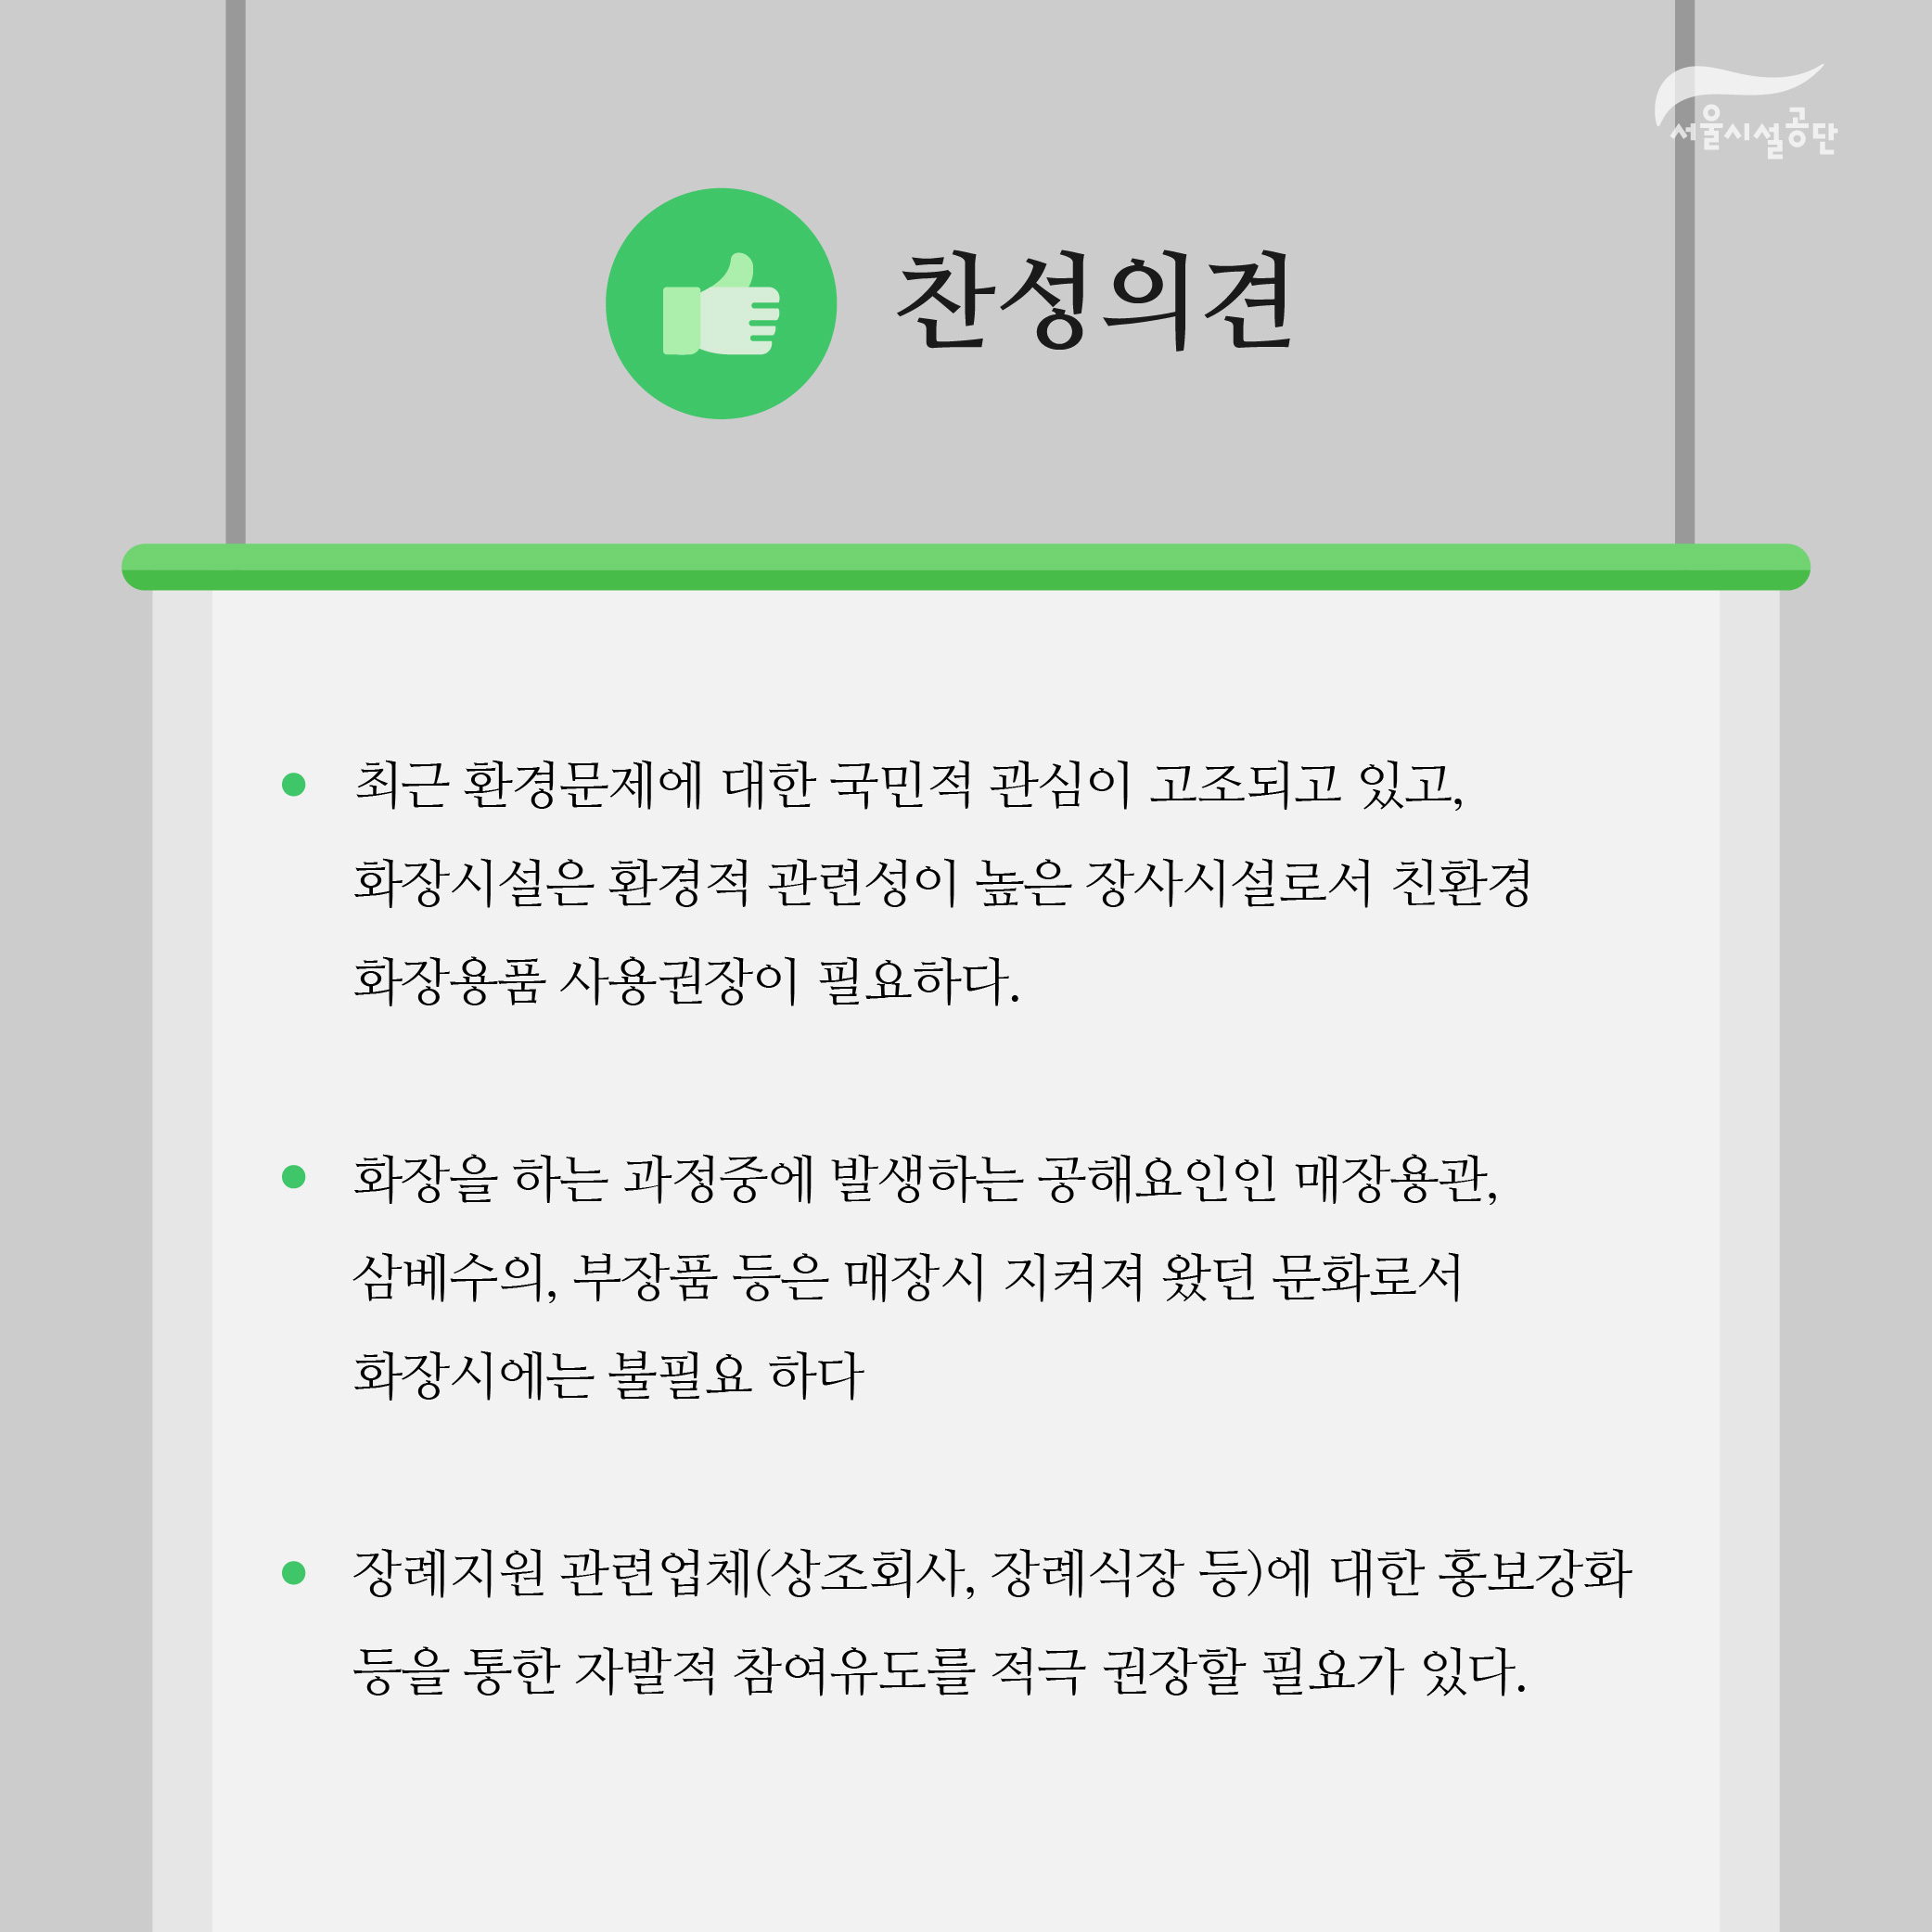 서울시설공단
찬성의견
최근 환경문제에 대한 국민적 관심이 고조되고 있고,
화장시설은 환경적 관련성이 높은 장사시설로서 친환경
화장용품 사용권장이 필요하다.
화장을 하는 과정중에 발생하는 공해요인인 매장용관,
삼베수의, 부장품 등은 매장시 지켜져 왔던 문화로서
화장시에는 불필요 하다
장례지원 관련업체(상조회사, 장례식장 등)에 대한 홍보강화
등을 통한 자발적 참여유도를 적극 권장할 필요가 있다.